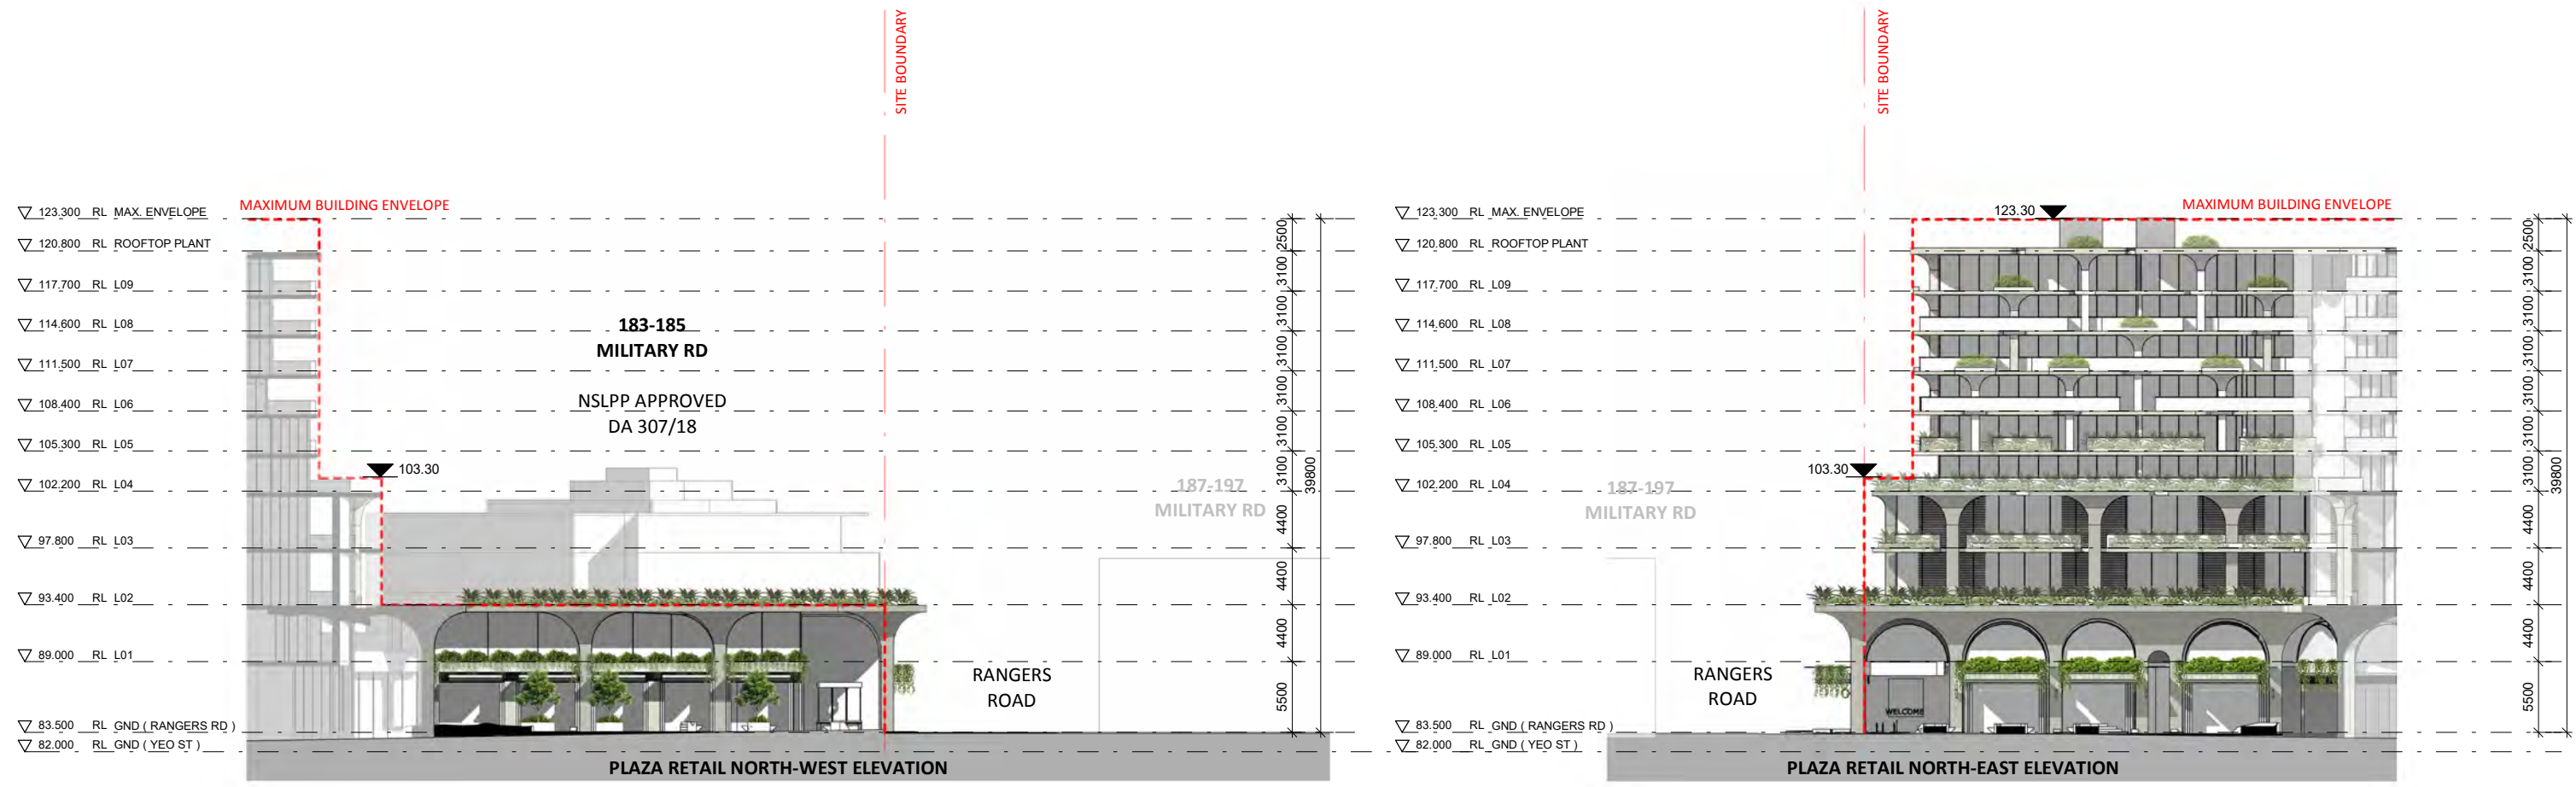 SITE BOUNDARY
MAXIMUM BUILDING ENVELOPE
123.300 RL MAX. ENVELOPE
120.800 RL ROOFTOP PLANT
117.700 RL L09
114.600 RL L08
111.500 RL L07
108.400 RL L06
105.300 RL L05
102.200 RL L04
97.800 RL L03
93.400 RL L02
89.000 RL L01
83.500 RL GND ( RANGERS RD )
82.000 RL GND ( YEO ST )
183-185
MILITARY RD
NSLPP APPROVED
DA 307/18
103.30
187-197
MILITARY RD
RANGERS
ROAD
2500
3100
3100
3100
3100
3100
3100
4400
4400
4400
5500
39800
PLAZA RETAIL NORTH-WEST ELEVATION
SITE BOUNDARY
MAXIMUM BUILDING ENVELOPE
123.30
123.300 RL MAX. ENVELOPE
120.800 RL ROOFTOP PLANT
117.700 RL L09
114.600 RL L08
111.500 RL L07
108.400 RL L06
105.300 RL L05
102.200 RL L04
97.800 RL L03
93.400 RL L02
89.000 RL L01
83.500 RL GND ( RANGERS RD )
82.000 RL GND ( YEO ST )
103.30
187-197
MILITARY RD
RANGERS
ROAD
WELCOME
2500
3100
3100
3100
3100
3100
3100
4400
4400
4400
5500
39800
PLAZA RETAIL NORTH-EAST ELEVATION